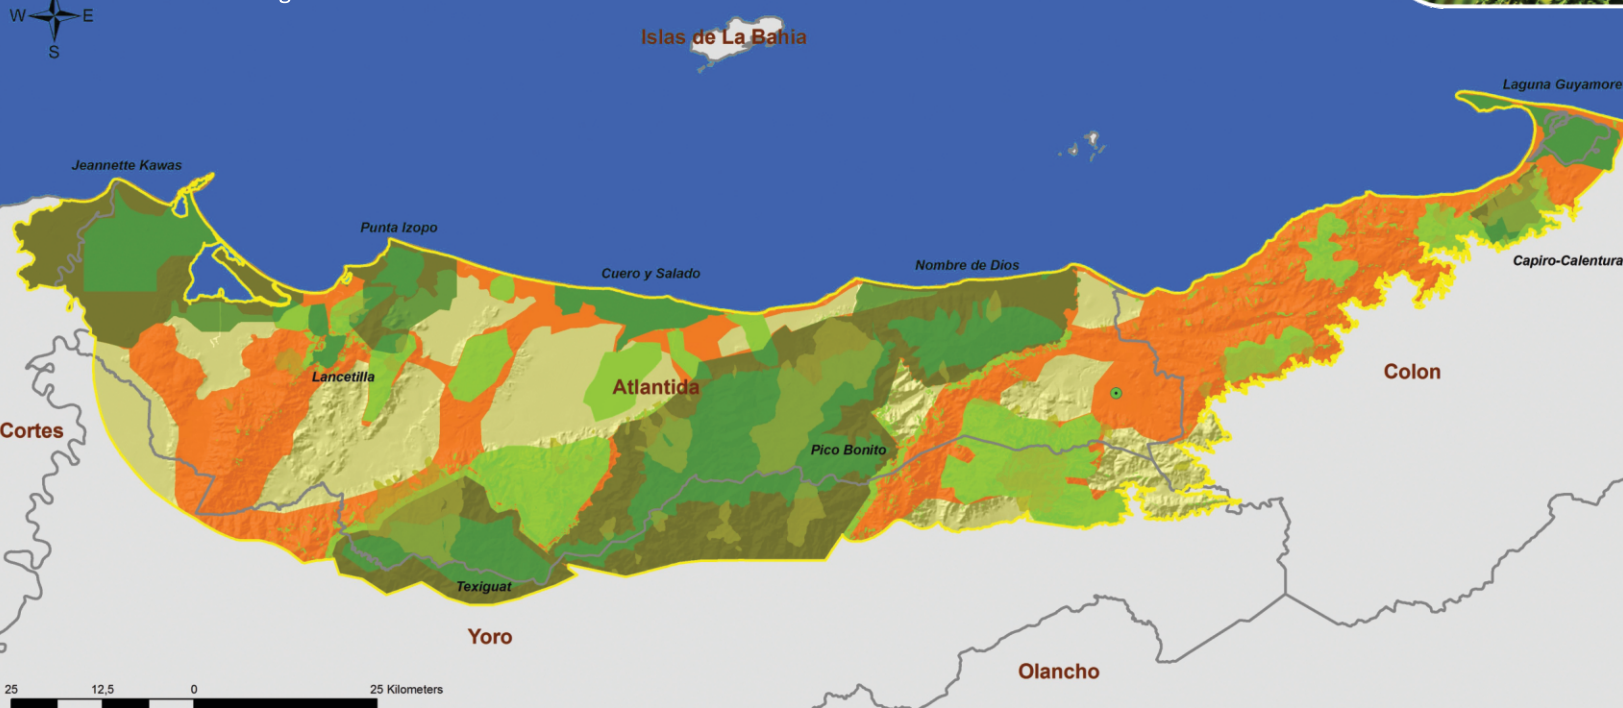 W E
S
Islas de La Bahia
Laguna Guyamore
Jeannette Kawas
Punta Izopo
Cuero y Salado
Nombre de Dios
Capiro-Calentura
Lancetilla
Atlantida
Colon
Cortes
Pico Bonito
Texiguat
Yoro
Olancho
25 12,5 0 25 Kilometers